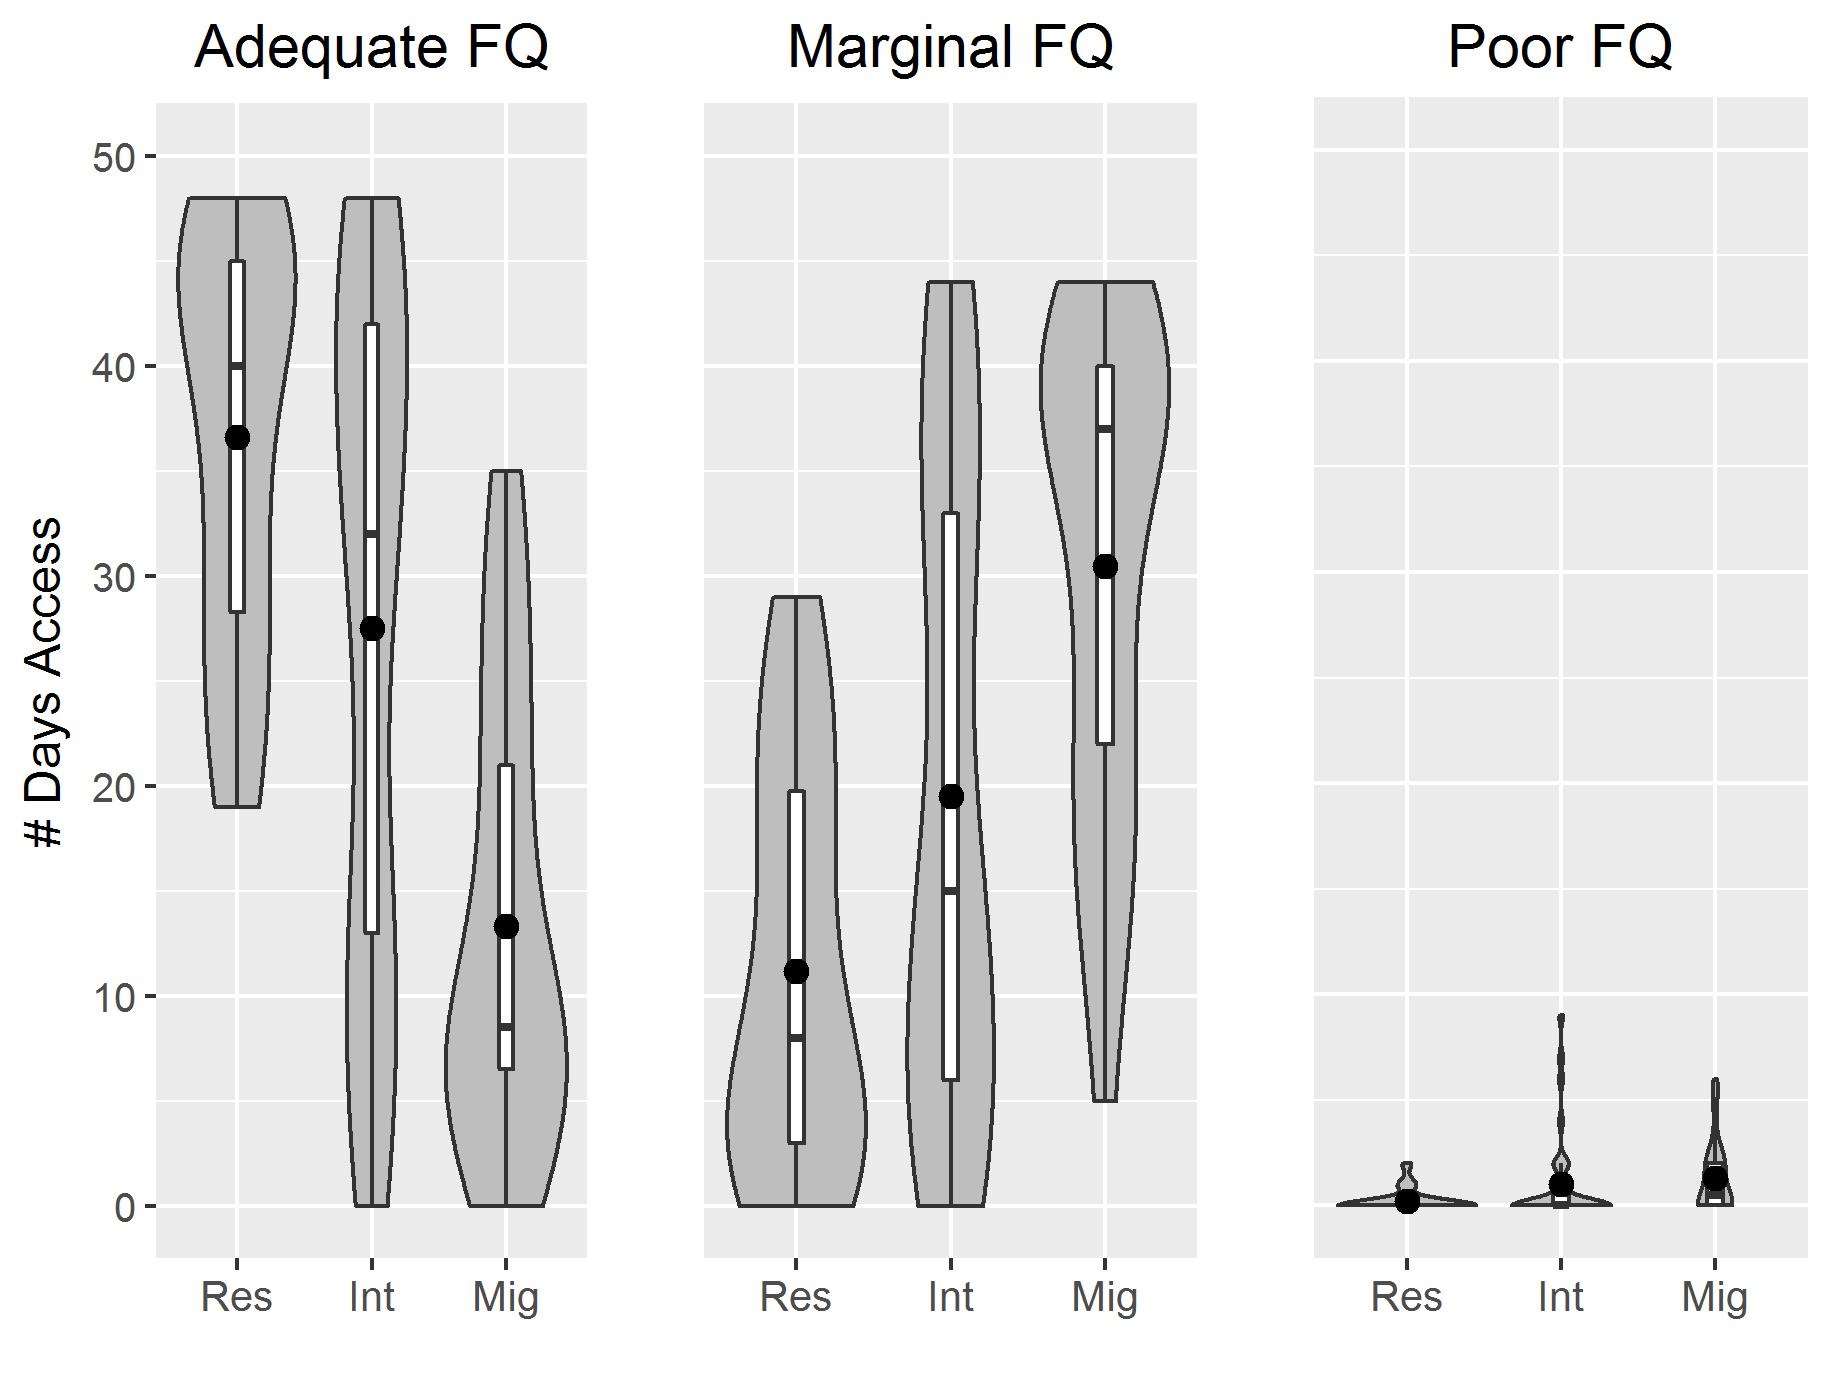 Adequate FQ Marginal FQ Poor FQ
# Days Access
50
40
30
20
10
0
Res Int Mig Res Int Mig Res Int Mig